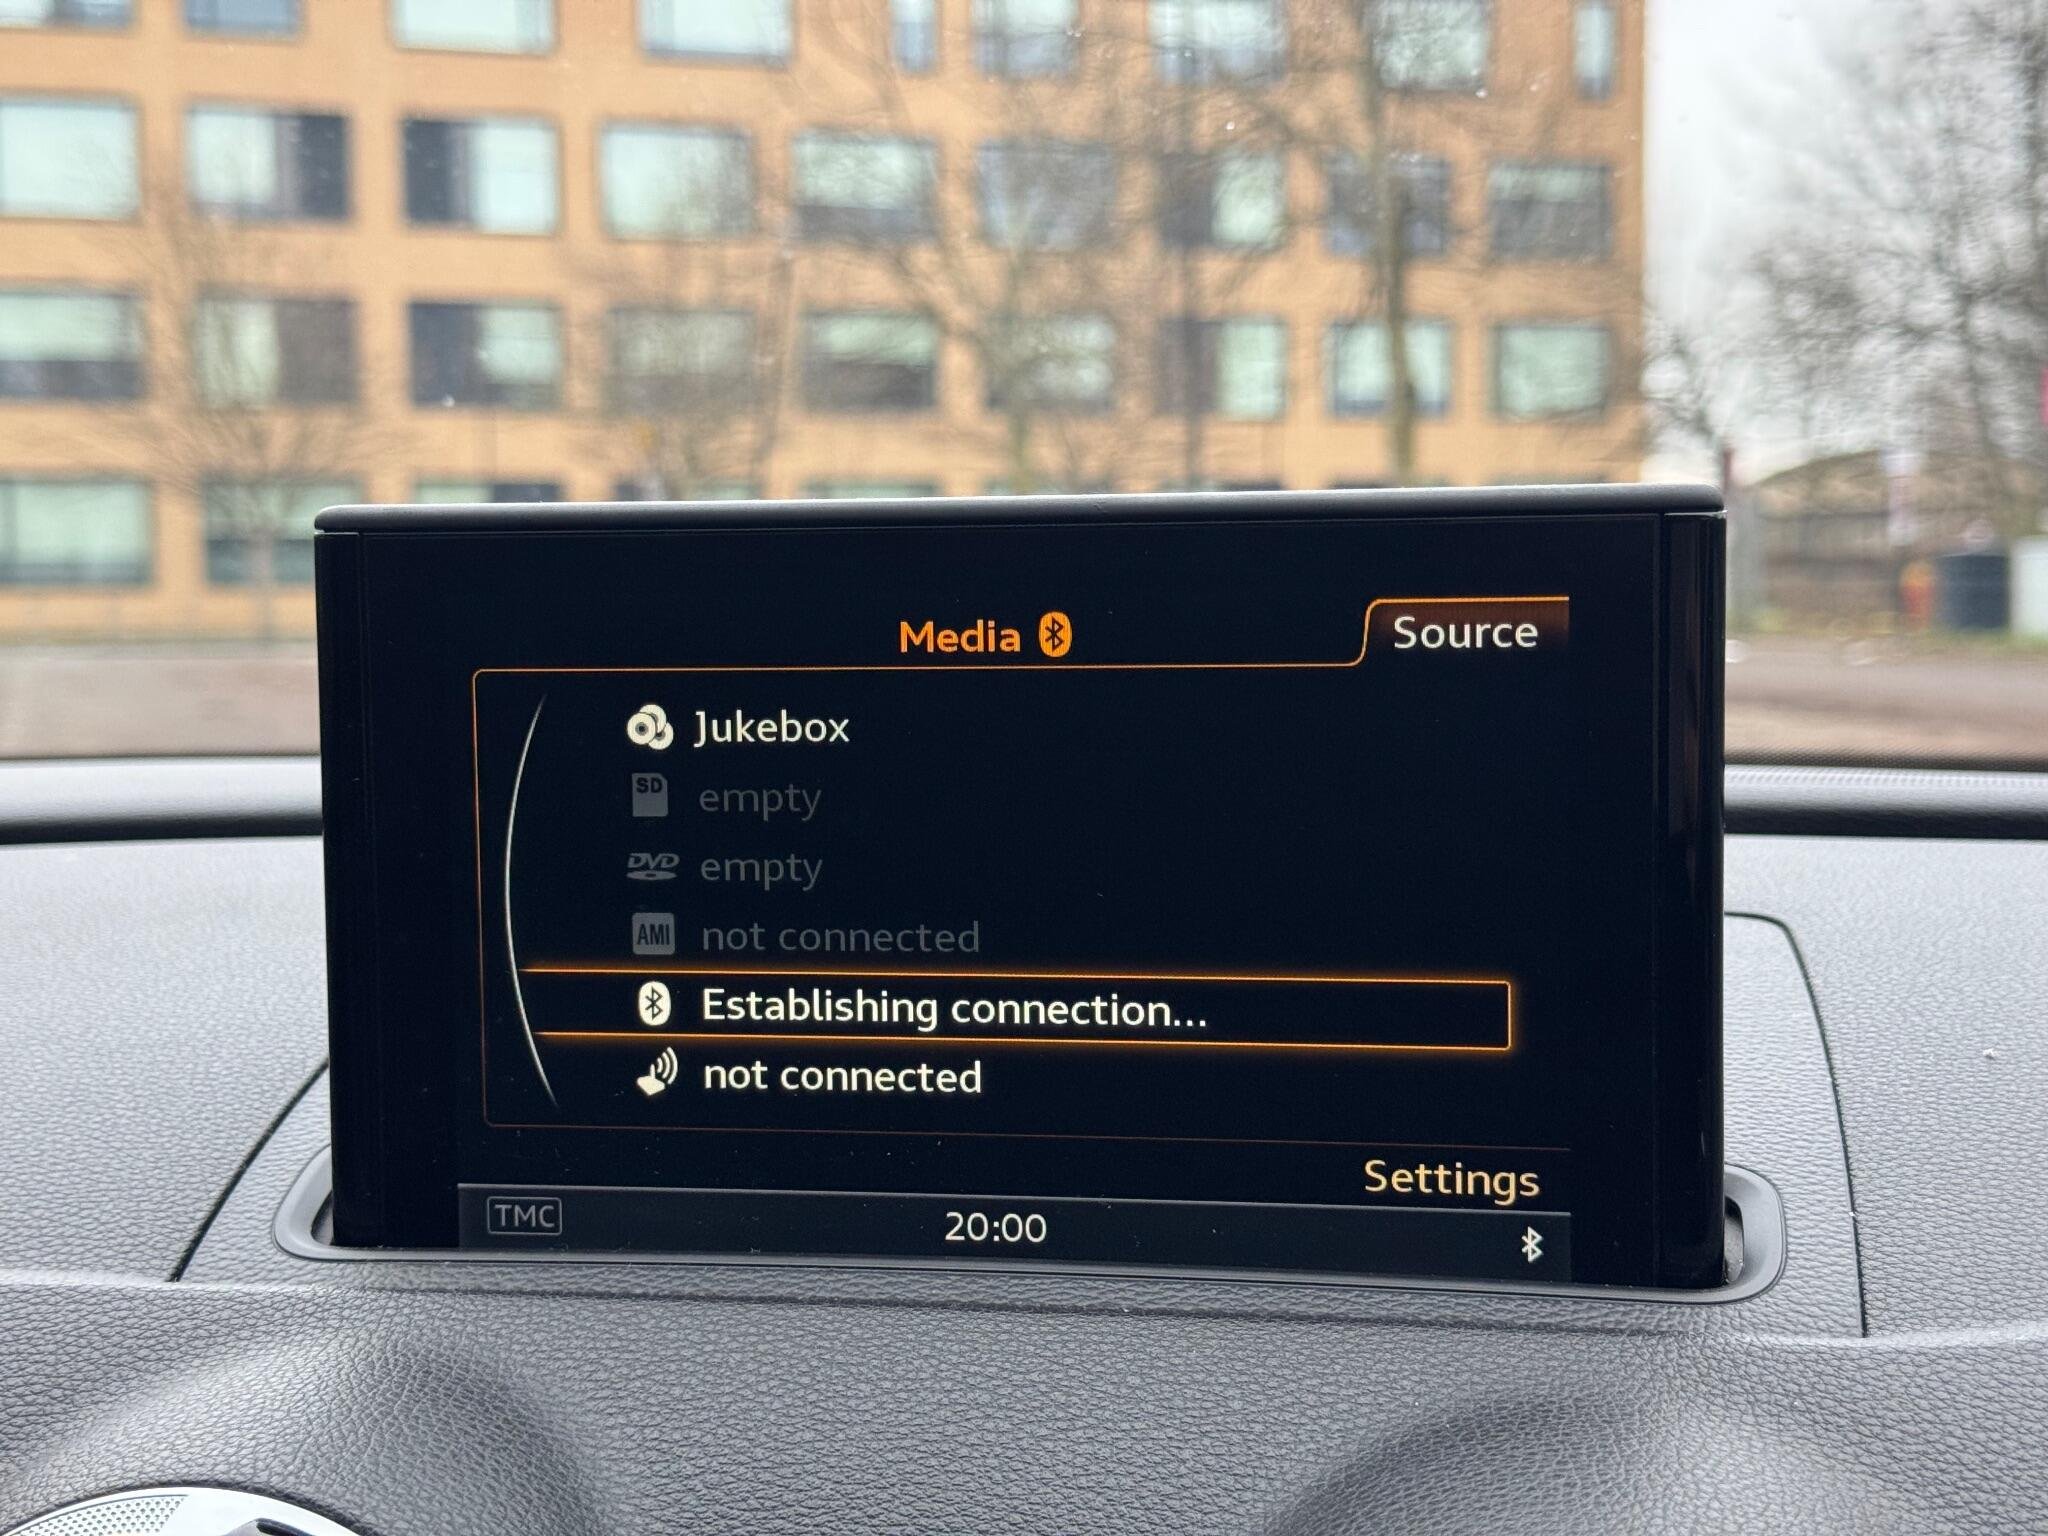 Media
Source
Jukebox
SD empty
DVD empty
AMI not connected
Establishing connection...
not connected
Settings
TMC
20:00